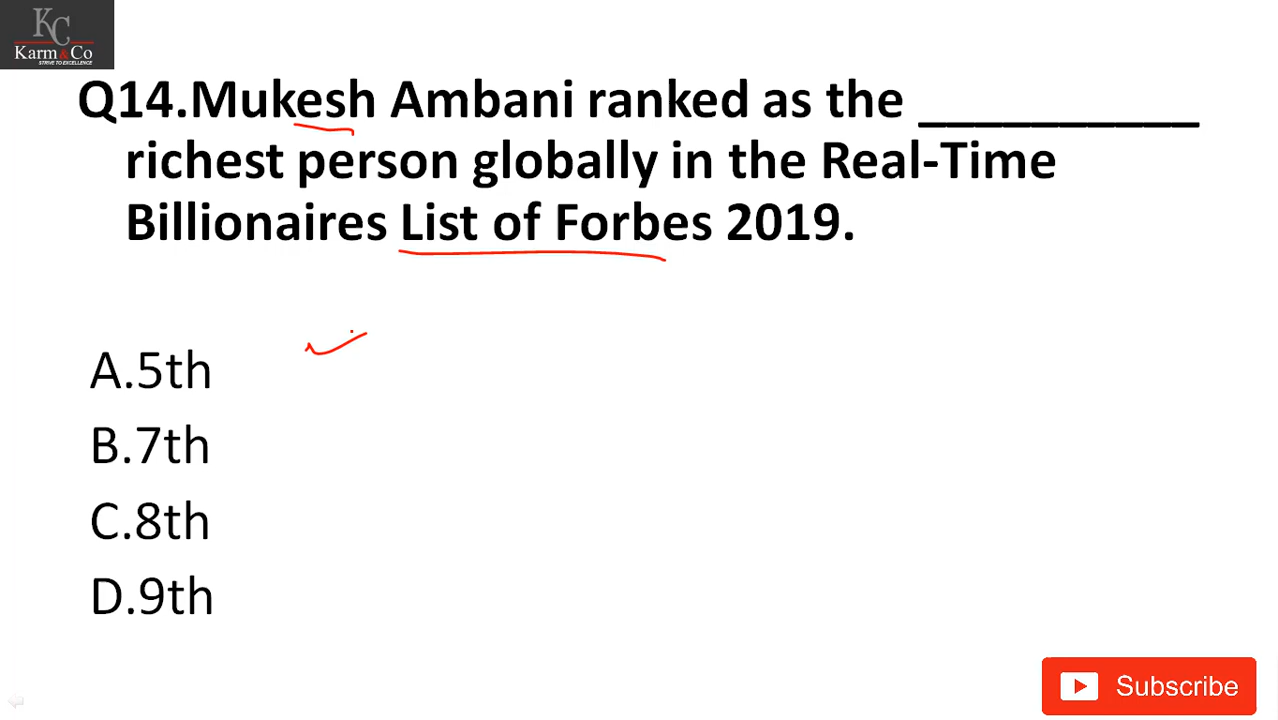 KC
Karm&Co
STRIVE TO EXCELLENCE
Q14.Mukesh Ambani ranked as the __________
richest person globally in the Real-Time
Billionaires List of Forbes 2019.
A.5th
B.7th
C.8th
D.9th
Subscribe